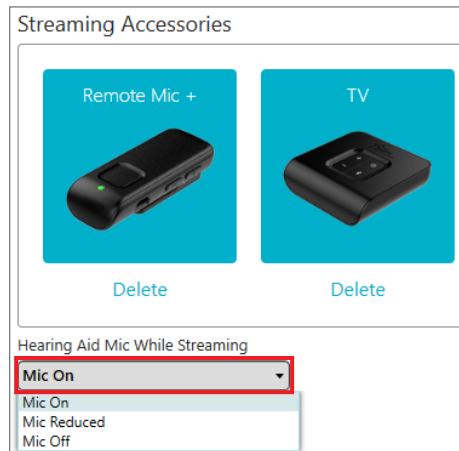 Streaming Accessories
Remote Mic + TV
Delete Delete
Hearing Aid Mic While Streaming
Mic On
Mic On
Mic Reduced
Mic Off